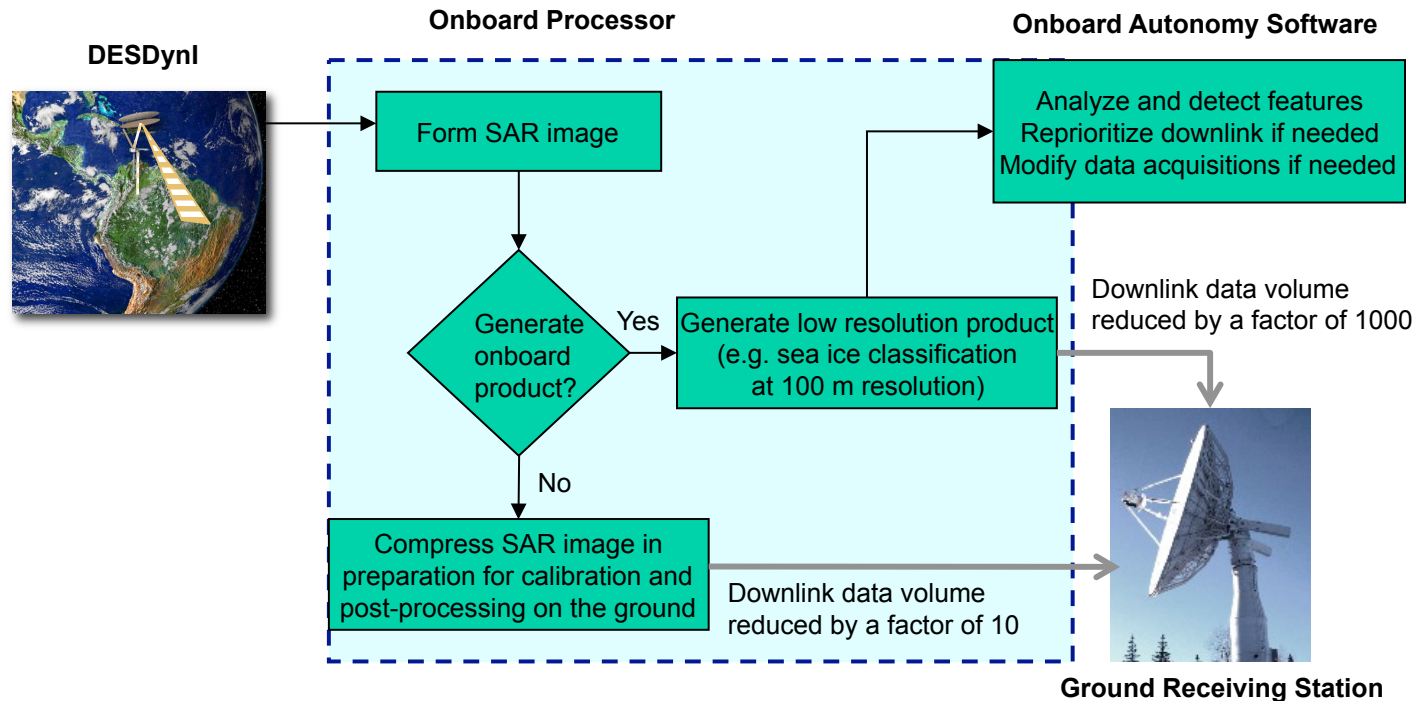 Onboard Processor
Onboard Autonomy Software
DESDynI
Form SAR image
Analyze and detect features
Reprioritize downlink if needed
Modify data acquisitions if needed
Generate
onboard
product?
Yes
Generate low resolution product
(e.g. sea ice classification
at 100 m resolution)
Downlink data volume
reduced by a factor of 1000
No
Compress SAR image in
preparation for calibration and
post-processing on the ground
Downlink data volume
reduced by a factor of 10
Ground Receiving Station